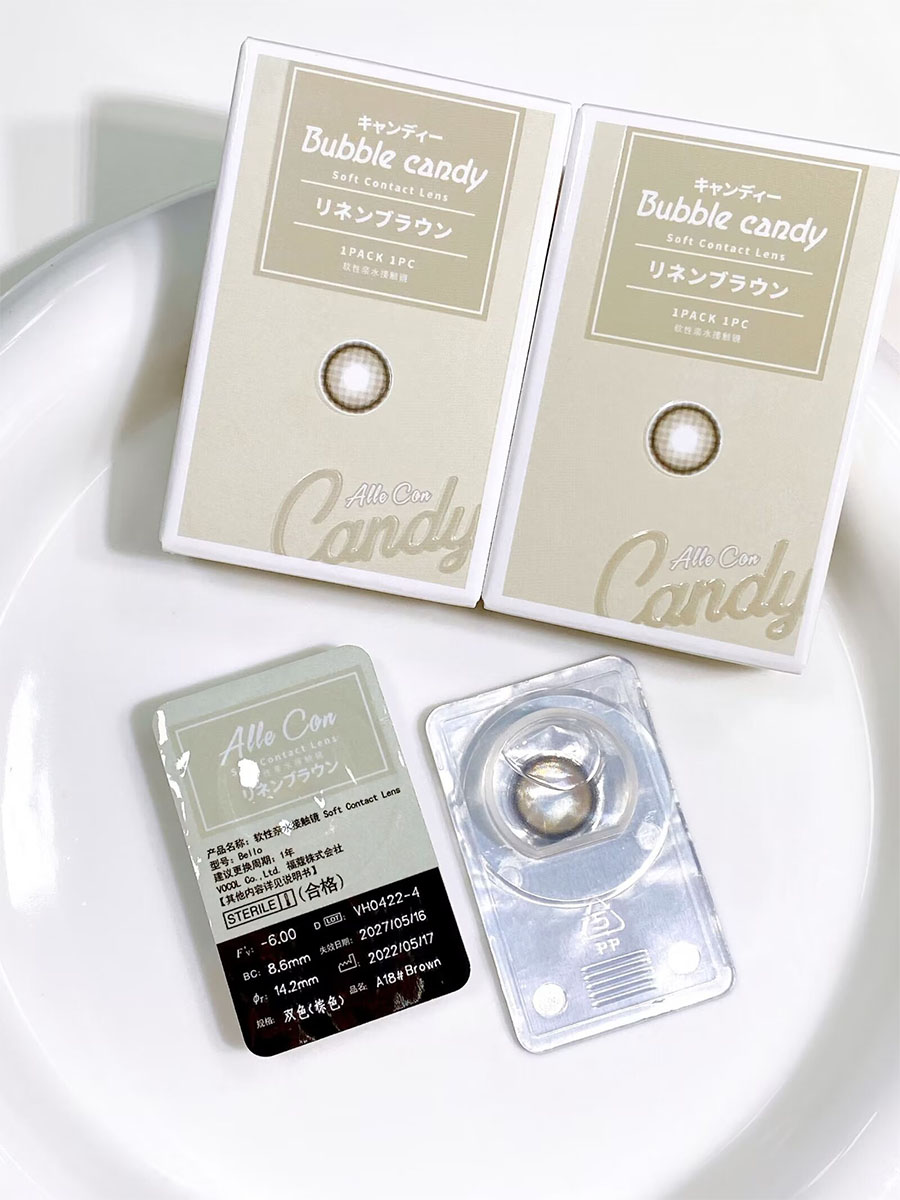 キャンディー
Bubble candy
Soft Contact Lens
リネンブラウン
1PACK 1PC
软性亲水接触鏡
Alle Con
Candy
キャンディー
Bubble candy
Soft Contact Lens
リネンブラウン
1PACK 1PC
软性亲水接触鏡
Alle Con
Candy
Alle Con
Soft Contact Lens
リネンブラウン
产品名称: 软性亲水接触镜 Soft Contact Lens
型号: Bello
建议更换周期: 1年
VOOL Co.,Ltd. 福蔻株式会社
【其他内容详见说明书】
STERILE (合格)
F'v: -6.00 D LOT: VH0422-4
BC: 8.6mm 失效日期: 2027/05/16
φT: 14.2mm 2022/05/17
规格: 双色(棕色) 品名: A18#Brown
5
PP